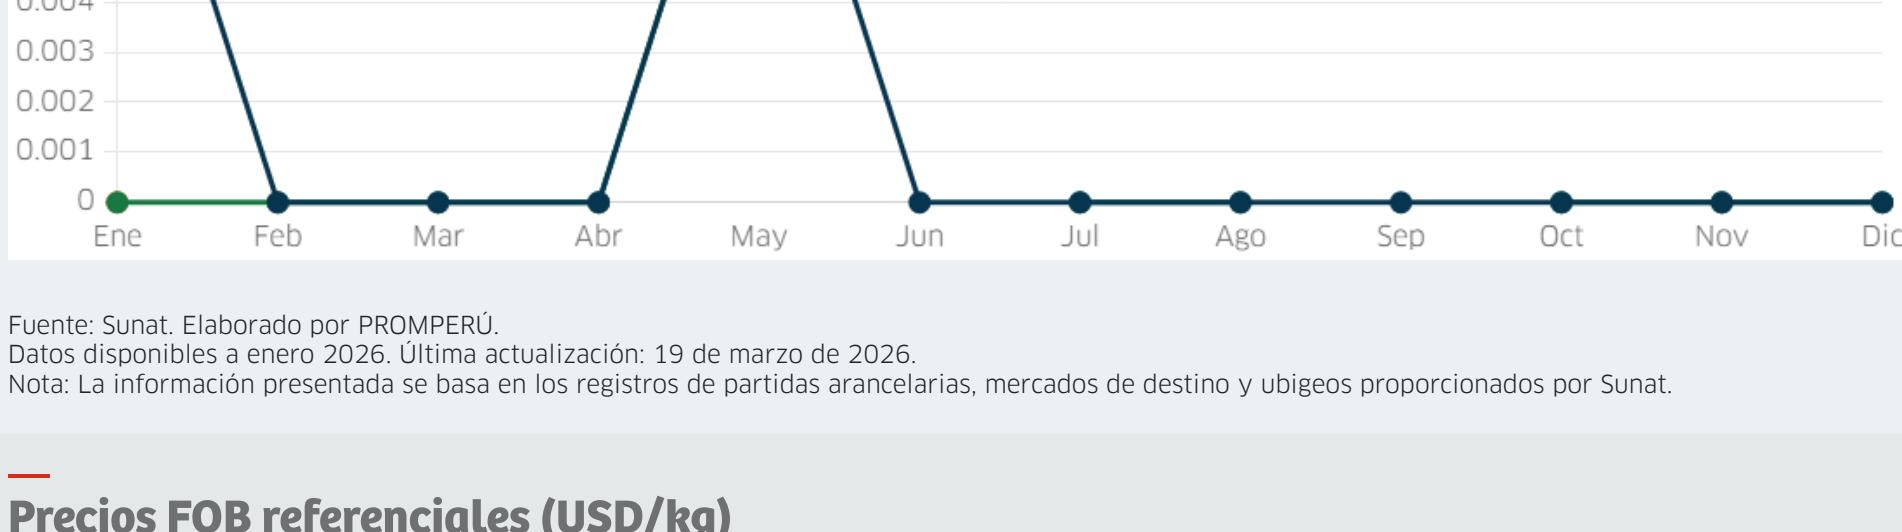 0.004
0.003
0.002
0.001
0
Ene Feb Mar Abr May Jun Jul Ago Sep Oct Nov Dic
Fuente: Sunat. Elaborado por PROMPERÚ.
Datos disponibles a enero 2026. Última actualización: 19 de marzo de 2026.
Nota: La información presentada se basa en los registros de partidas arancelarias, mercados de destino y ubigeos proporcionados por Sunat.
Precios FOB referenciales (USD/kg)